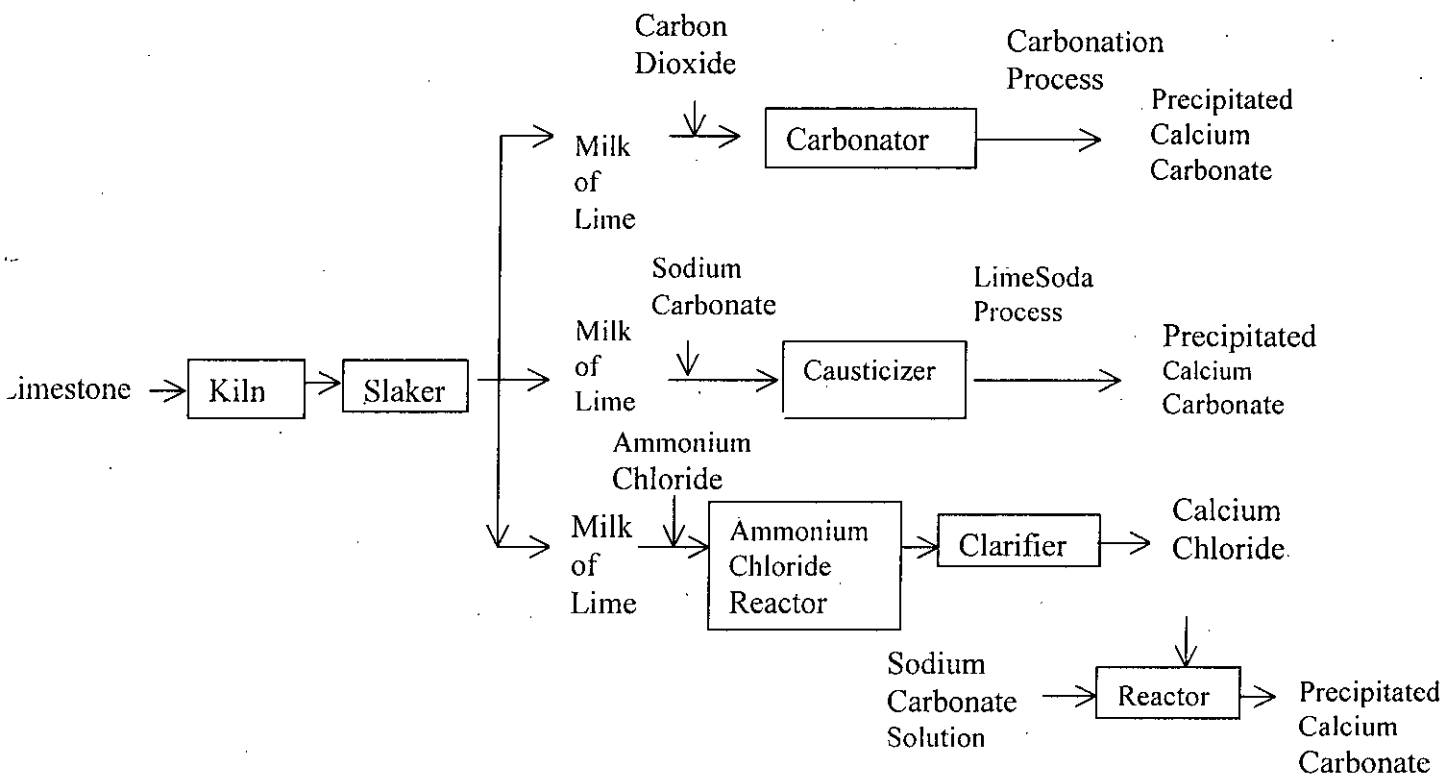 Carbon
Dioxide
Carbonation
Process
Milk
of
Lime
Carbonator
Precipitated
Calcium
Carbonate
Sodium
Carbonate
LimeSoda
Process
Limestone
Kiln
Slaker
Milk
of
Lime
Causticizer
Precipitated
Calcium
Carbonate
Ammonium
Chloride
Milk
of
Lime
Ammonium
Chloride
Reactor
Clarifier
Calcium
Chloride
Sodium
Carbonate
Solution
Reactor
Precipitated
Calcium
Carbonate